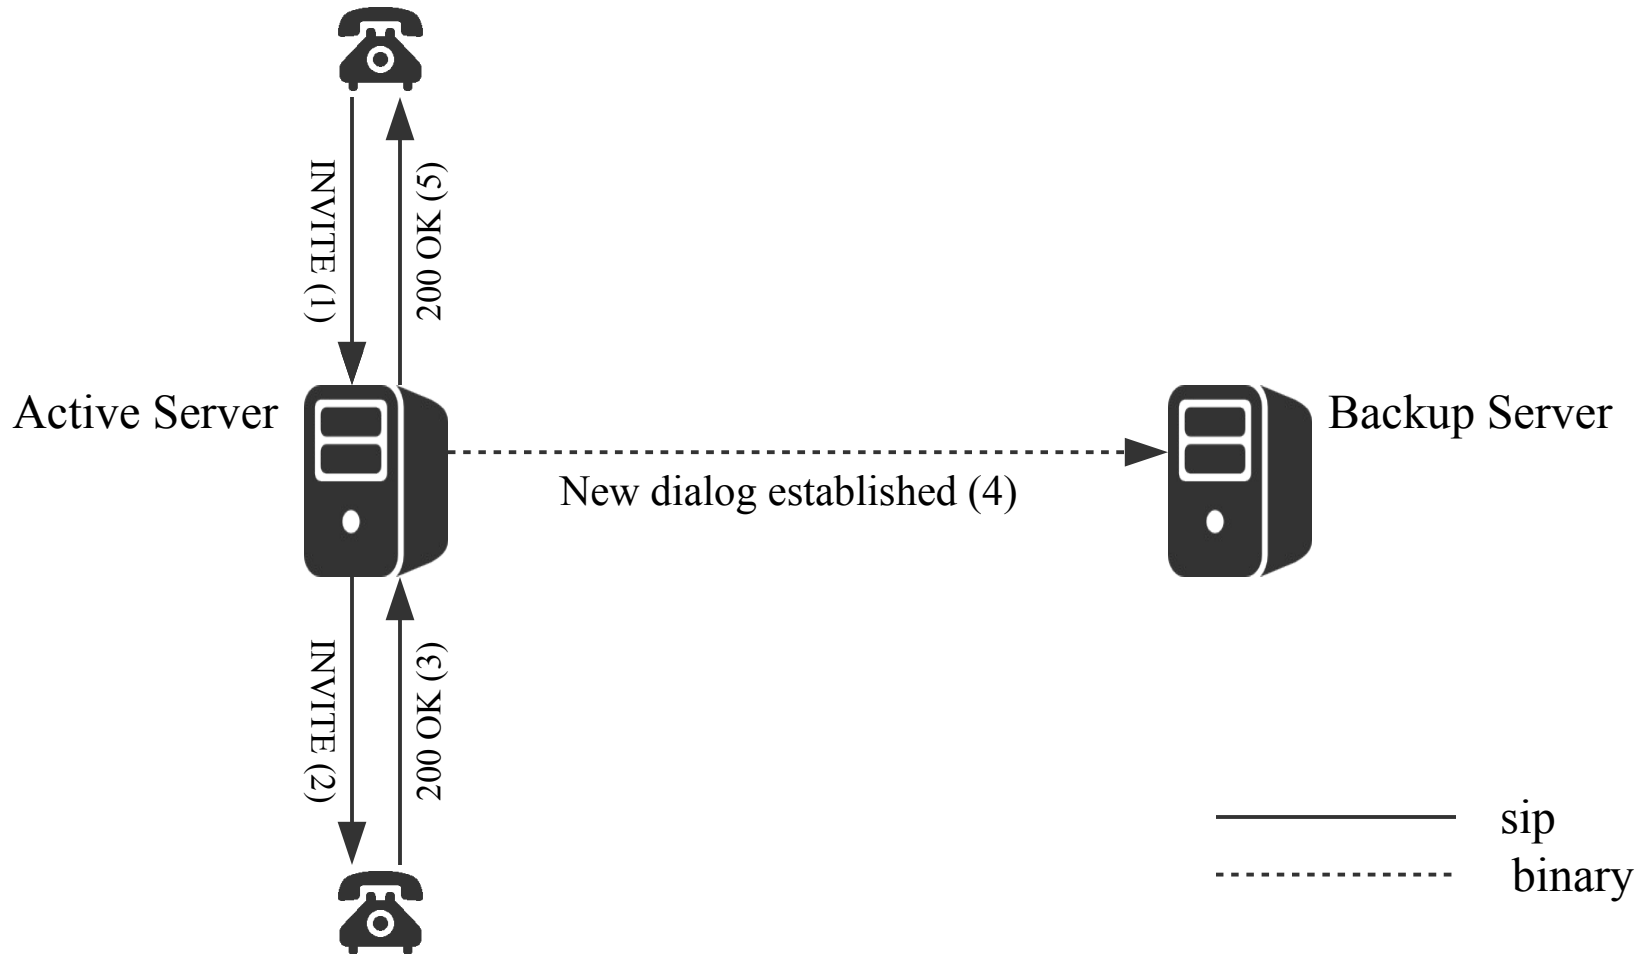 INVITE (1)
200 OK (5)
Active Server
Backup Server
New dialog established (4)
INVITE (2)
200 OK (3)
sip
binary